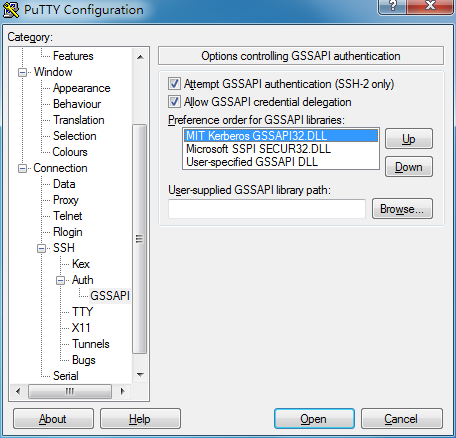 PuTTY Configuration
?
Category:
Features
Window
Appearance
Behaviour
Translation
Selection
Colours
Connection
Data
Proxy
Telnet
Rlogin
SSH
Kex
Auth
GSSAPI
TTY
X11
Tunnels
Bugs
Serial
Options controlling GSSAPI authentication
Attempt GSSAPI authentication (SSH-2 only)
Allow GSSAPI credential delegation
Preference order for GSSAPI libraries:
MIT Kerberos GSSAPI32.DLL
Microsoft SSPI SECUR32.DLL
User-specified GSSAPI DLL
Up
Down
User-supplied GSSAPI library path:
Browse...
About
Help
Open
Cancel